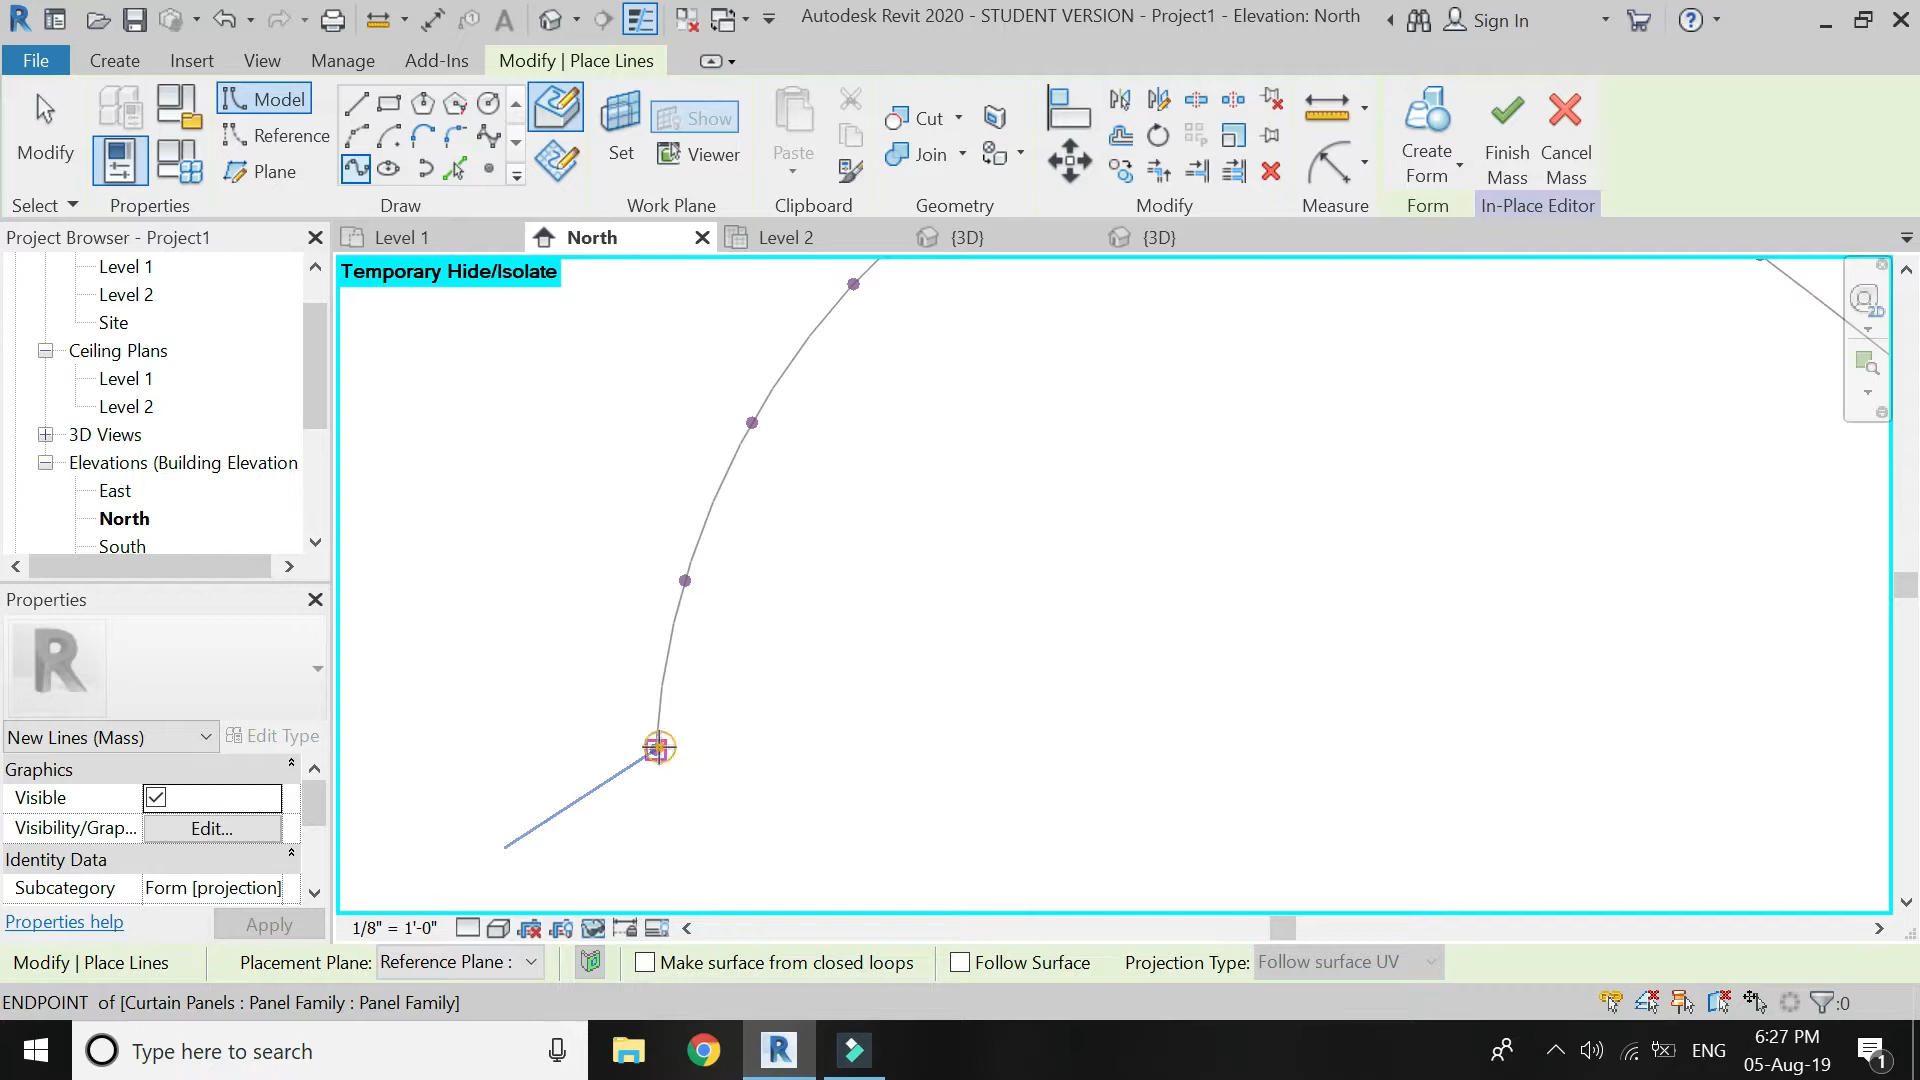 Autodesk Revit 2020 - STUDENT VERSION - Project1 - Elevation: North
Sign In
File
Create
Insert
View
Manage
Add-Ins
Modify | Place Lines
Modify
Model
Reference
Plane
Set
Show
Viewer
Paste
Cut
Join
Create
Form
Finish
Mass
Cancel
Mass
Select
Properties
Draw
Work Plane
Clipboard
Geometry
Modify
Measure
Form
In-Place Editor
Project Browser - Project1
Level 1
North
Level 2
{3D}
{3D}
Level 1
Level 2
Site
Ceiling Plans
Level 1
Level 2
3D Views
Elevations (Building Elevation
East
North
South
Temporary Hide/Isolate
2D
Properties
R
New Lines (Mass)
Edit Type
Graphics
Visible
Visibility/Grap...
Edit...
Identity Data
Subcategory
Form [projection]
Properties help
Apply
1/8" = 1'-0"
Modify | Place Lines
Placement Plane:
Reference Plane :
Make surface from closed loops
Follow Surface
Projection Type:
Follow surface UV
ENDPOINT  of [Curtain Panels : Panel Family : Panel Family]
:0
Type here to search
ENG
6:27 PM
05-Aug-19
1